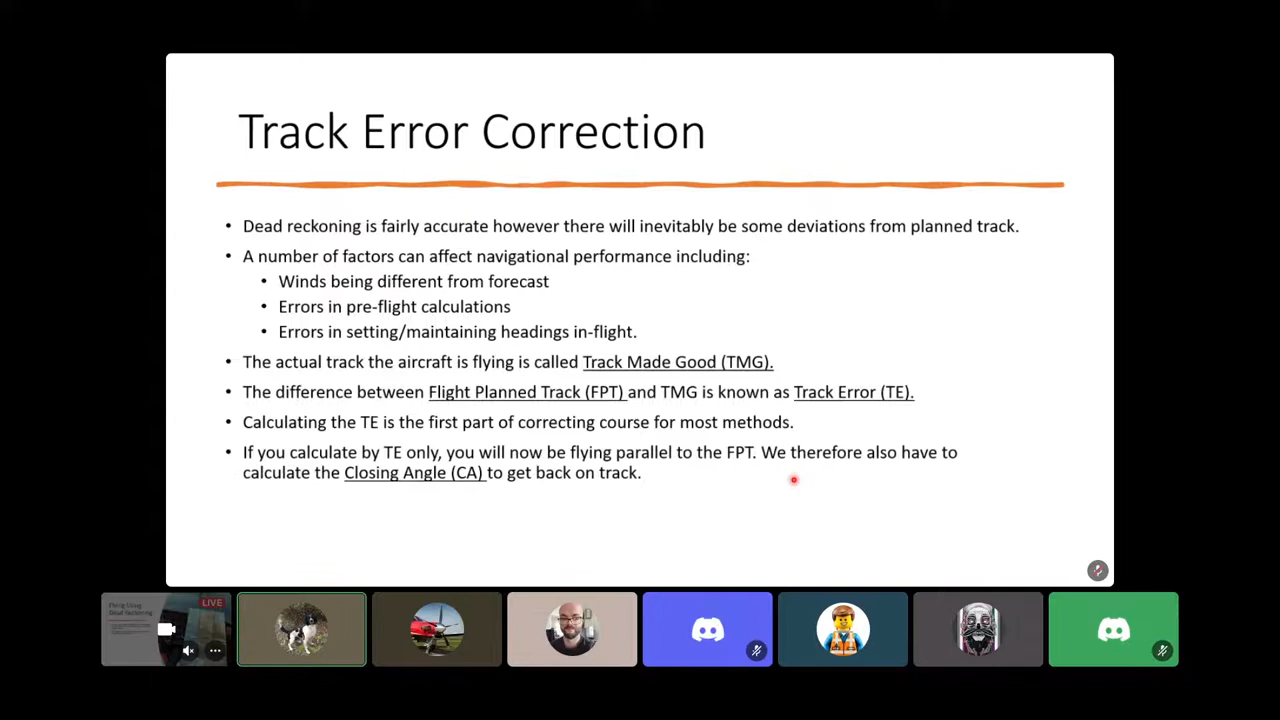 Track Error Correction
• Dead reckoning is fairly accurate however there will inevitably be some deviations from planned track.
• A number of factors can affect navigational performance including:
• Winds being different from forecast
• Errors in pre-flight calculations
• Errors in setting/maintaining headings in-flight.
• The actual track the aircraft is flying is called Track Made Good (TMG).
• The difference between Flight Planned Track (FPT) and TMG is known as Track Error (TE).
• Calculating the TE is the first part of correcting course for most methods.
• If you calculate by TE only, you will now be flying parallel to the FPT. We therefore also have to
calculate the Closing Angle (CA) to get back on track.
Flying Using
Dead Reckoning
LIVE